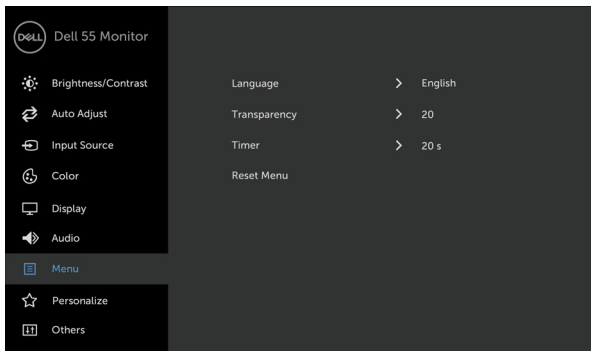 DELL Dell 55 Monitor
Brightness/Contrast
Auto Adjust
Input Source
Color
Display
Audio
Menu
Personalize
Others
Language English
Transparency 20
Timer 20 s
Reset Menu